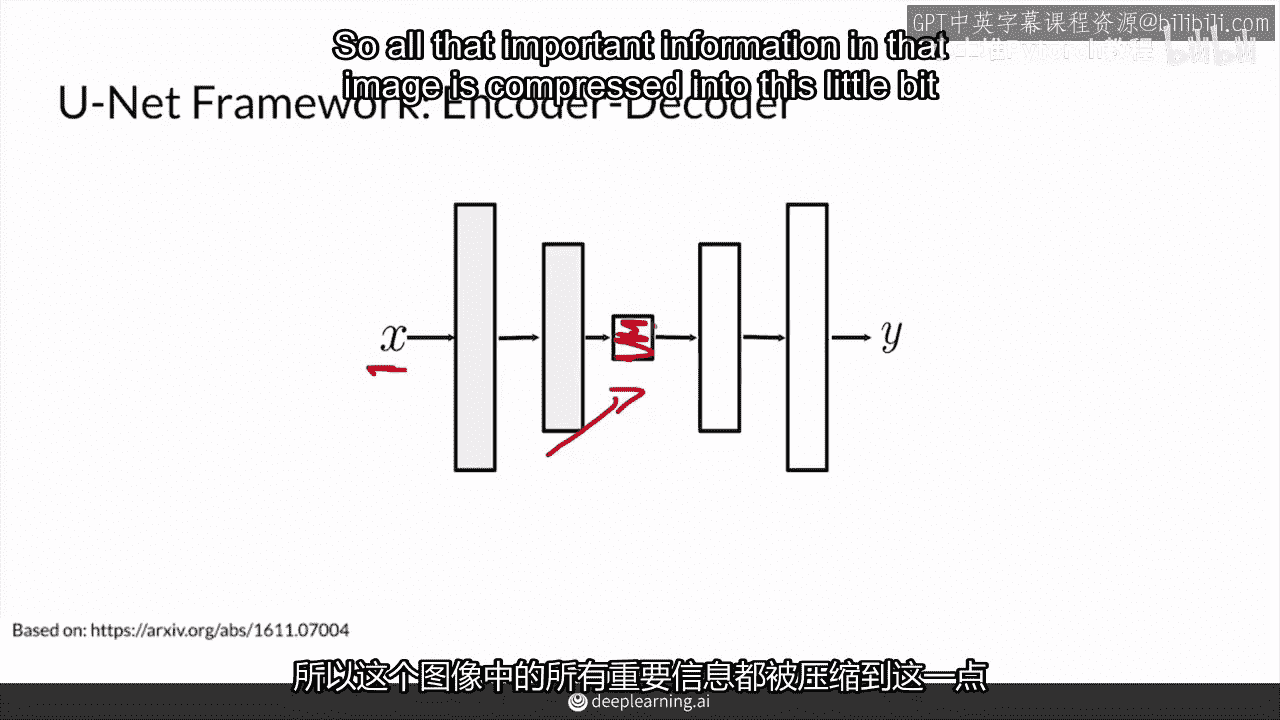 GPT中英字幕课程资源@bilibili.com
So all that important information in that
image is compressed into this little bit
U-Net Framework: Encoder-Decoder
x
y
Based on: https://arxiv.org/abs/1611.07004
所以这个图像中的所有重要信息都被压缩到这一点
deeplearning.ai